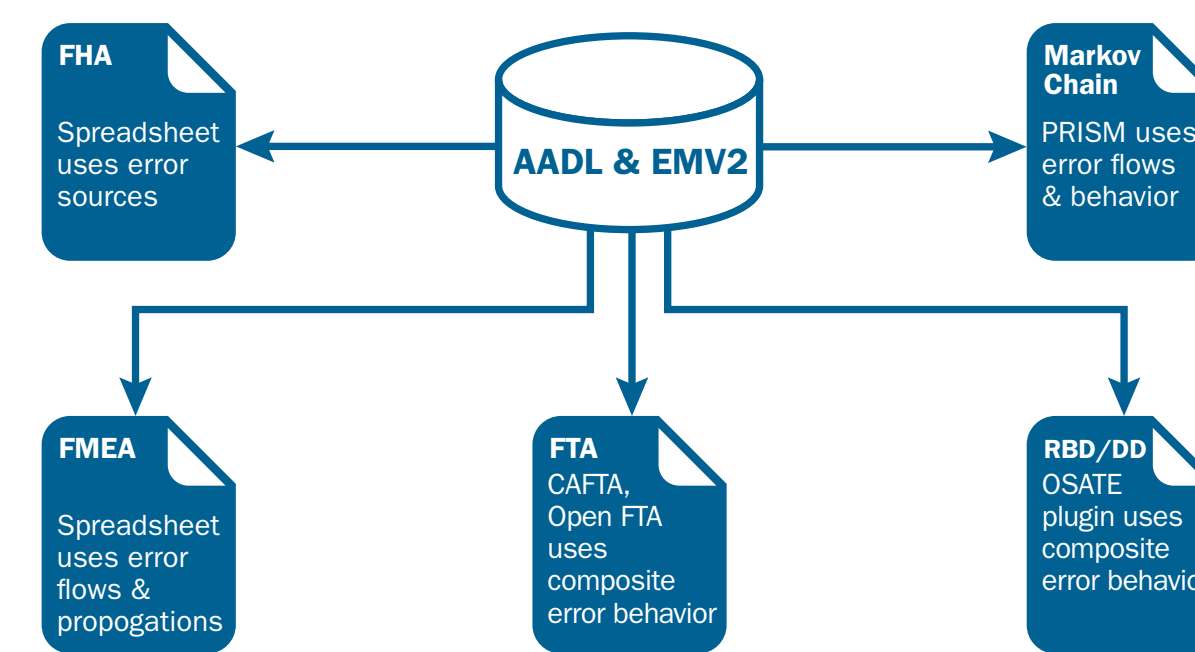 FHA
Spreadsheet
uses error
sources
AADL & EMV2
Markov
Chain
PRISM uses
error flows
& behavior
FMEA
Spreadsheet
uses error
flows &
propogations
FTA
CAFTA,
Open FTA
uses
composite
error behavior
RBD/DD
OSATE
plugin uses
composite
error